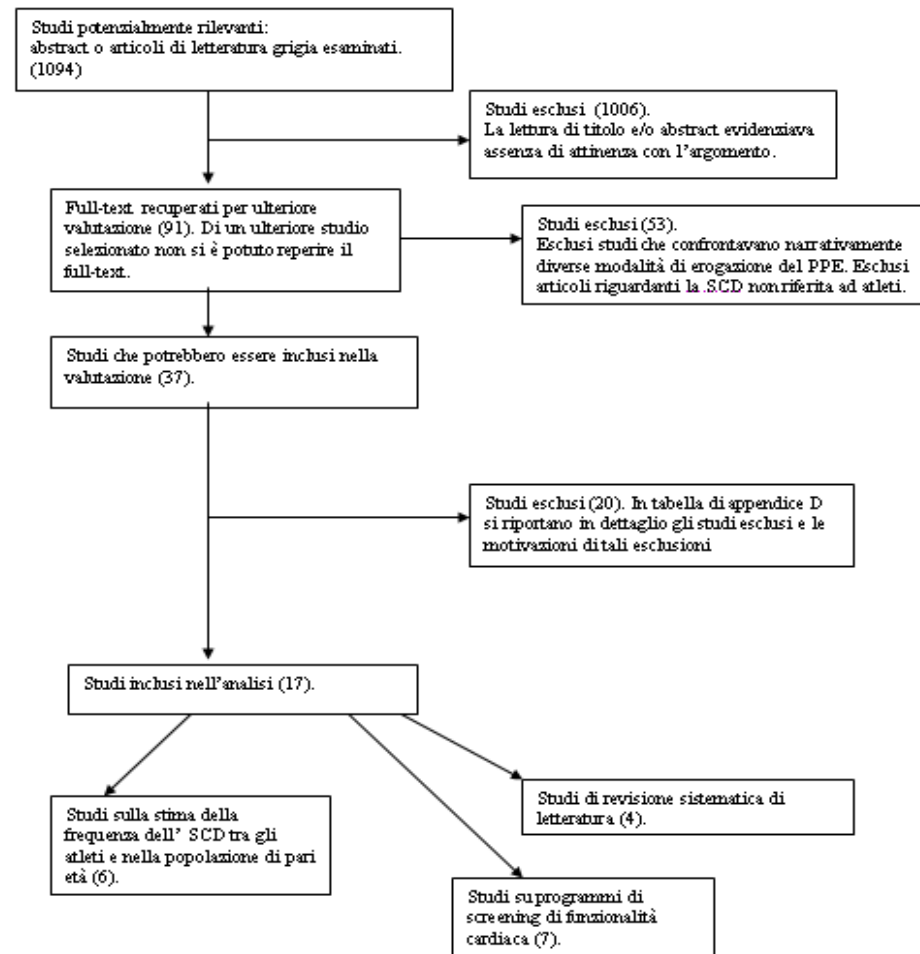 Studi potenzialmente rilevanti:
abstract o articoli di letteratura grigia esaminati.
(1094)
Studi esclusi (1006).
La lettura di titolo e/o abstract evidenziava
assenza di attinenza con l'argomento.
Full-text recuperati per ulteriore
valutazione (91). Di un ulteriore studio
selezionato non si è potuto reperire il
full-text.
Studi esclusi (53).
Esclusi studi che confrontavano narrativamente
diverse modalità di erogazione del PPE. Esclusi
articoli riguardanti la SCD non riferita ad atleti.
Studi che potrebbero essere inclusi nella
valutazione (37).
Studi esclusi (20). In tabella di appendice D
si riportano in dettaglio gli studi esclusi e le
motivazioni di tali esclusioni
Studi inclusi nell'analisi (17).
Studi sulla stima della
frequenza dell' SCD tra gli
atleti e nella popolazione di pari
età (6).
Studi di revisione sistematica di
letteratura (4).
Studi su programmi di
screening di funzionalità
cardiaca (7).